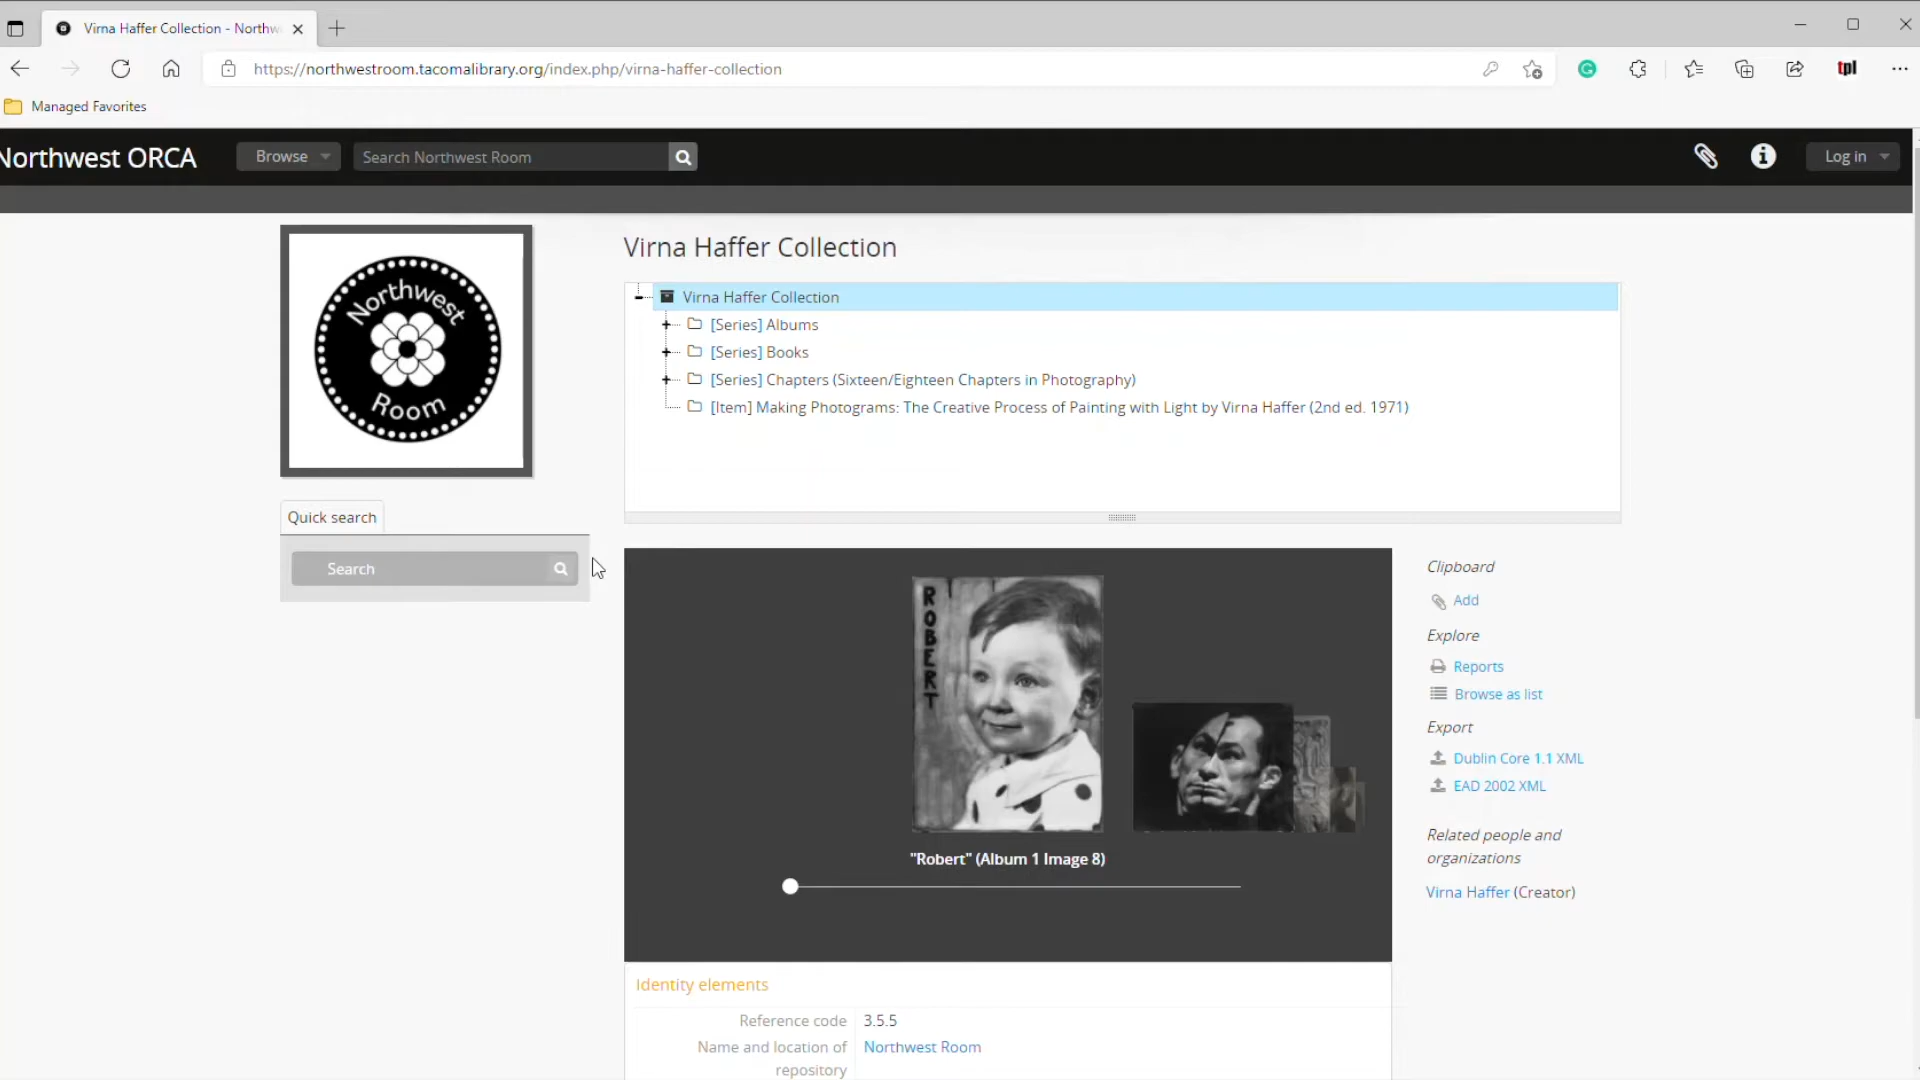 Virna Haffer Collection - Northw
https://northwestroom.tacomalibrary.org/index.php/virna-haffer-collection
tpl
Managed Favorites
Northwest ORCA
Browse
Search Northwest Room
Log in
Northwest
Room
Virna Haffer Collection
Virna Haffer Collection
[Series] Albums
[Series] Books
[Series] Chapters (Sixteen/Eighteen Chapters in Photography)
[Item] Making Photograms: The Creative Process of Painting with Light by Virna Haffer (2nd ed. 1971)
Quick search
Search
ROBERT
"Robert" (Album 1 Image 8)
Clipboard
Add
Explore
Reports
Browse as list
Export
Dublin Core 1.1 XML
EAD 2002 XML
Related people and
organizations
Virna Haffer (Creator)
Identity elements
Reference code 3.5.5
Name and location of Northwest Room
repository